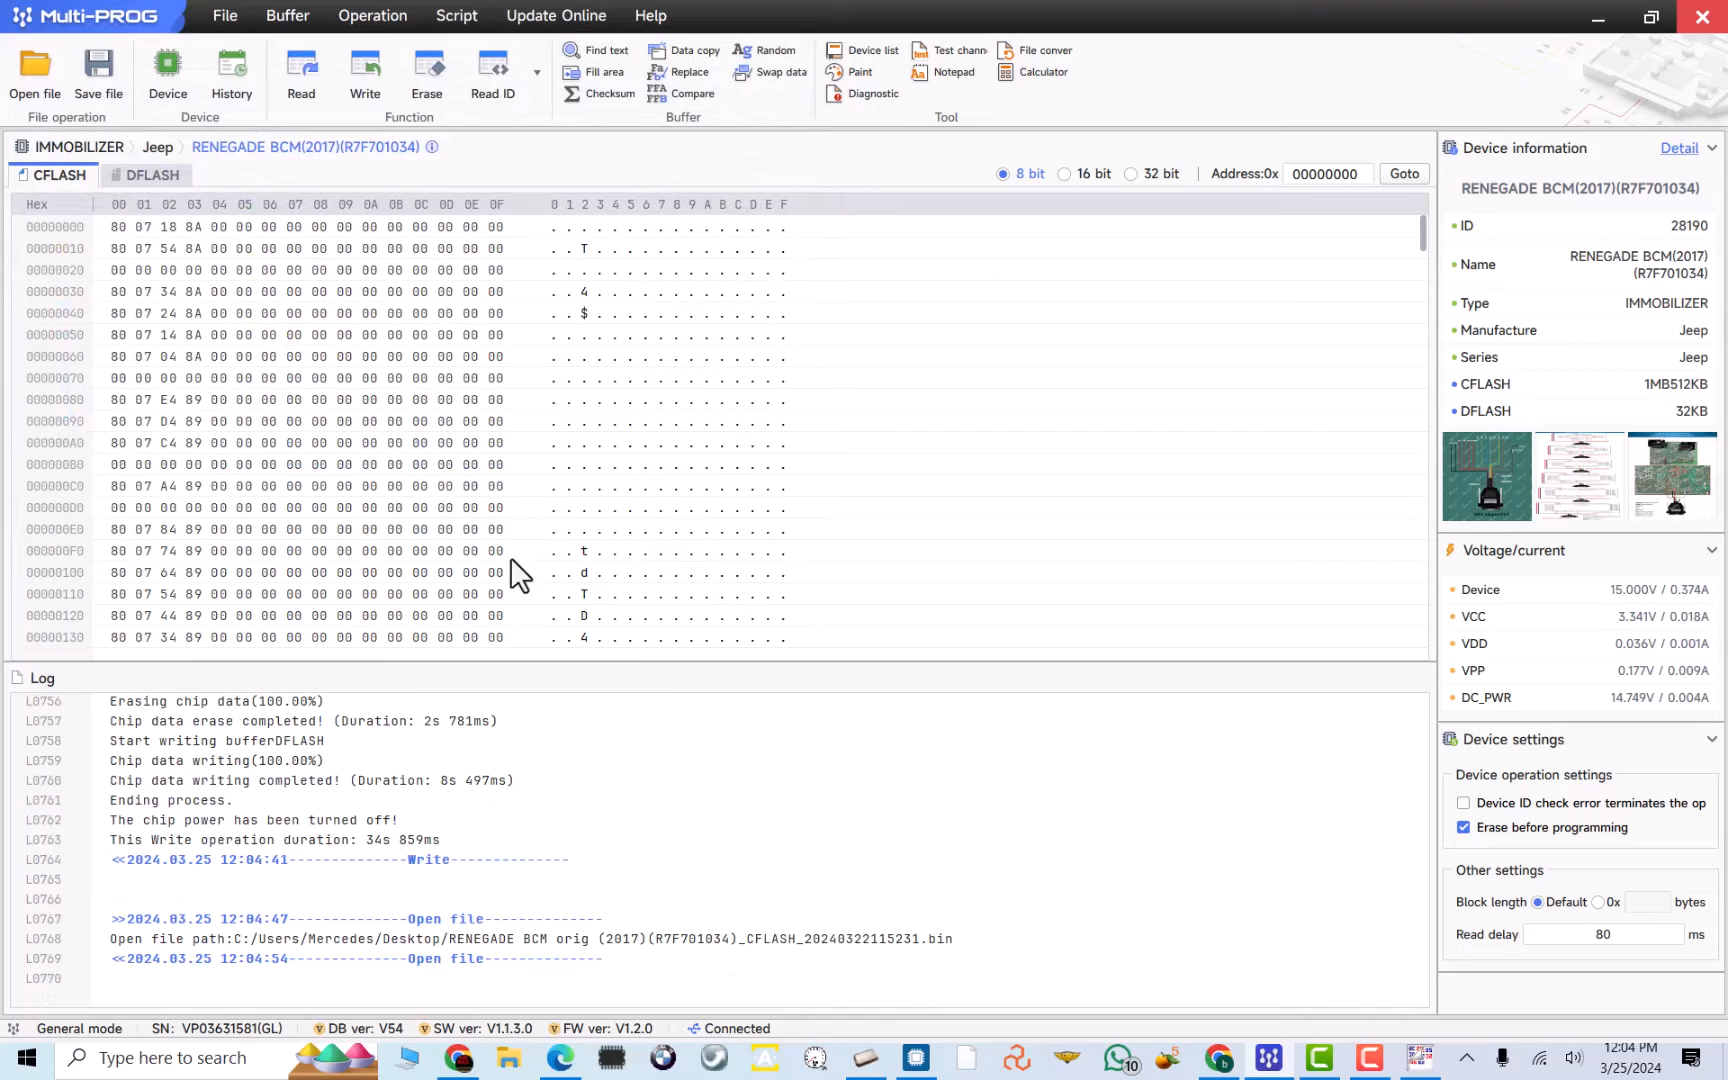 Multi-PROG File Buffer Operation Script Update Online Help
Open file Save file Device History Read Write Erase Read ID
Find text Data copy Random Device list Test chann File conver
Fill area Replace Swap data Paint Notepad Calculator
Checksum Compare Diagnostic
File operation Device Function Buffer Tool
IMMOBILIZER Jeep RENEGADE BCM(2017)(R7F701034)
CFLASH DFLASH 8 bit 16 bit 32 bit Address:0x 00000000 Goto
Hex 00 01 02 03 04 05 06 07 08 09 0A 0B 0C 0D 0E 0F 0 1 2 3 4 5 6 7 8 9 A B C D E F
00000000 80 07 18 8A 00 00 00 00 00 00 00 00 00 00 00 00 . . . . . . . . . . . . . . . .
00000010 80 07 54 8A 00 00 00 00 00 00 00 00 00 00 00 00 . . T . . . . . . . . . . . . .
00000020 00 00 00 00 00 00 00 00 00 00 00 00 00 00 00 00 . . . . . . . . . . . . . . . .
00000030 80 07 34 8A 00 00 00 00 00 00 00 00 00 00 00 00 . . 4 . . . . . . . . . . . . .
00000040 80 07 24 8A 00 00 00 00 00 00 00 00 00 00 00 00 . . $ . . . . . . . . . . . . .
00000050 80 07 14 8A 00 00 00 00 00 00 00 00 00 00 00 00 . . . . . . . . . . . . . . . .
00000060 80 07 04 8A 00 00 00 00 00 00 00 00 00 00 00 00 . . . . . . . . . . . . . . . .
00000070 00 00 00 00 00 00 00 00 00 00 00 00 00 00 00 00 . . . . . . . . . . . . . . . .
00000080 80 07 E4 89 00 00 00 00 00 00 00 00 00 00 00 00 . . . . . . . . . . . . . . . .
00000090 80 07 D4 89 00 00 00 00 00 00 00 00 00 00 00 00 . . . . . . . . . . . . . . . .
000000A0 80 07 C4 89 00 00 00 00 00 00 00 00 00 00 00 00 . . . . . . . . . . . . . . . .
000000B0 00 00 00 00 00 00 00 00 00 00 00 00 00 00 00 00 . . . . . . . . . . . . . . . .
000000C0 80 07 A4 89 00 00 00 00 00 00 00 00 00 00 00 00 . . . . . . . . . . . . . . . .
000000D0 00 00 00 00 00 00 00 00 00 00 00 00 00 00 00 00 . . . . . . . . . . . . . . . .
000000E0 80 07 84 89 00 00 00 00 00 00 00 00 00 00 00 00 . . . . . . . . . . . . . . . .
000000F0 80 07 74 89 00 00 00 00 00 00 00 00 00 00 00 00 . . t . . . . . . . . . . . . .
00000100 80 07 64 89 00 00 00 00 00 00 00 00 00 00 00 00 . . d . . . . . . . . . . . . .
00000110 80 07 54 89 00 00 00 00 00 00 00 00 00 00 00 00 . . T . . . . . . . . . . . . .
00000120 80 07 44 89 00 00 00 00 00 00 00 00 00 00 00 00 . . D . . . . . . . . . . . . .
00000130 80 07 34 89 00 00 00 00 00 00 00 00 00 00 00 00 . . 4 . . . . . . . . . . . . .
Log
L0756 Erasing chip data(100.00%)
L0757 Chip data erase completed! (Duration: 2s 781ms)
L0758 Start writing bufferDFLASH
L0759 Chip data writing(100.00%)
L0760 Chip data writing completed! (Duration: 8s 497ms)
L0761 Ending process.
L0762 The chip power has been turned off!
L0763 This Write operation duration: 34s 859ms
L0764 <<2024.03.25 12:04:41--------------Write--------------
L0765
L0766
L0767 >>2024.03.25 12:04:47--------------Open file--------------
L0768 Open file path:C:/Users/Mercedes/Desktop/RENEGADE BCM orig (2017)(R7F701034)_CFLASH_20240322115231.bin
L0769 <<2024.03.25 12:04:54--------------Open file--------------
L0770
Device information Detail
RENEGADE BCM(2017)(R7F701034)
ID 28190
Name RENEGADE BCM(2017)
(R7F701034)
Type IMMOBILIZER
Manufacture Jeep
Series Jeep
CFLASH 1MB512KB
DFLASH 32KB
Voltage/current
Device 15.000V / 0.374A
VCC 3.341V / 0.018A
VDD 0.036V / 0.001A
VPP 0.177V / 0.009A
DC_PWR 14.749V / 0.004A
Device settings
Device operation settings
Device ID check error terminates the op
Erase before programming
Other settings
Block length Default 0x bytes
Read delay 80 ms
General mode SN: VP03631581(GL) DB ver: V54 SW ver: V1.1.3.0 FW ver: V1.2.0 Connected
Type here to search 10 12:04 PM
3/25/2024